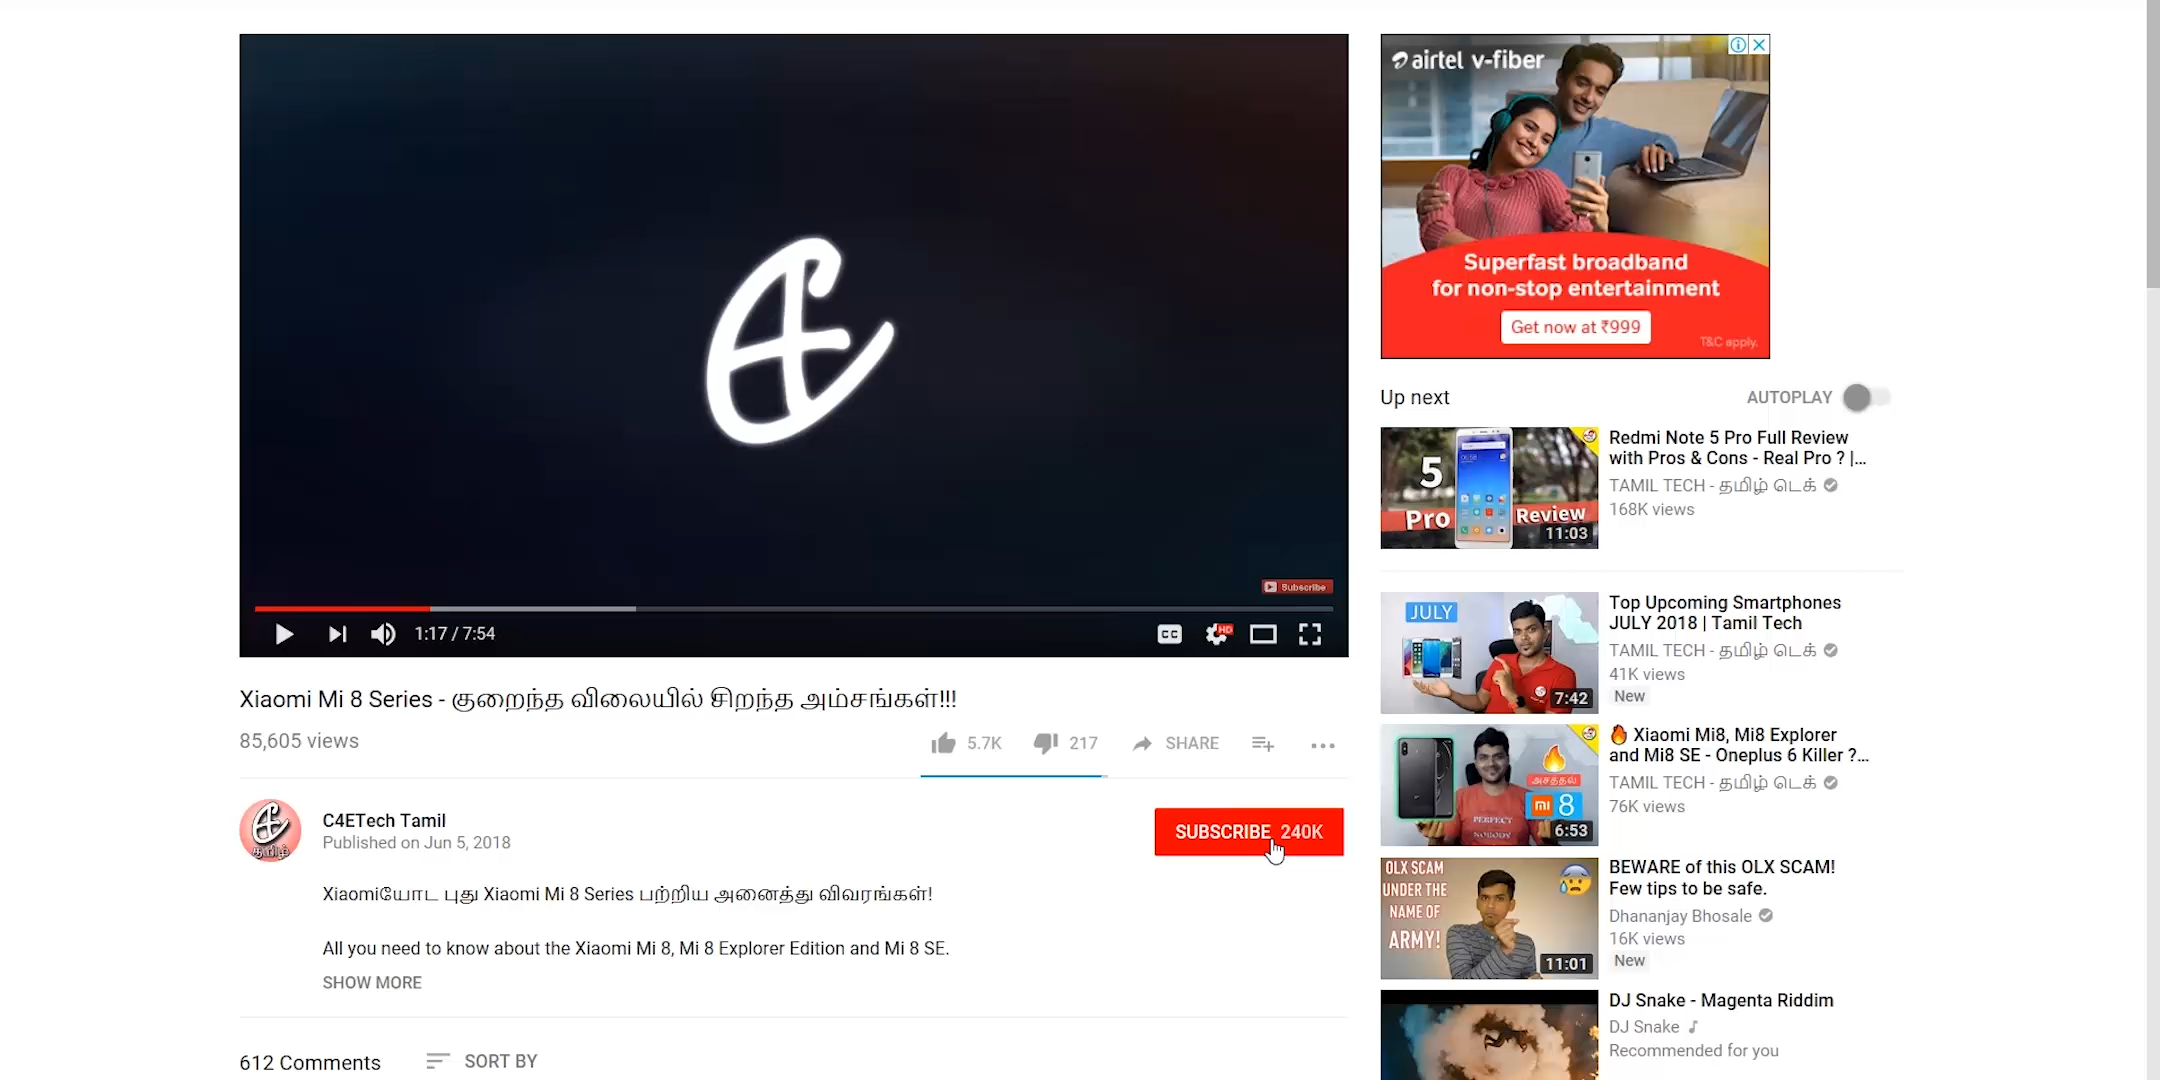 Subscribe
1:17 / 7:54
CC
HD
Xiaomi Mi 8 Series - குறைந்த விலையில் சிறந்த அம்சங்கள்!!!
85,605 views
5.7K
217
SHARE
C4ETech Tamil
Published on Jun 5, 2018
SUBSCRIBE 240K
தமிழ்
Xiaomiயோட புது Xiaomi Mi 8 Series பற்றிய அனைத்து விவரங்கள்!
All you need to know about the Xiaomi Mi 8, Mi 8 Explorer Edition and Mi 8 SE.
SHOW MORE
612 Comments
SORT BY
airtel v-fiber
Superfast broadband
for non-stop entertainment
Get now at ₹999
T&C apply.
Up next
AUTOPLAY
5
Pro Review
11:03
Redmi Note 5 Pro Full Review
with Pros & Cons - Real Pro ? |...
TAMIL TECH - தமிழ் டெக்
168K views
JULY
7:42
Top Upcoming Smartphones
JULY 2018 | Tamil Tech
TAMIL TECH - தமிழ் டெக்
41K views
New
அசத்தல்
mi 8
PERFECT
NOBODY
6:53
🔥 Xiaomi Mi8, Mi8 Explorer
and Mi8 SE - Oneplus 6 Killer ?...
TAMIL TECH - தமிழ் டெக்
76K views
OLX SCAM
UNDER THE
NAME OF
ARMY!
11:01
BEWARE of this OLX SCAM!
Few tips to be safe.
Dhananjay Bhosale
16K views
New
DJ Snake - Magenta Riddim
DJ Snake
Recommended for you